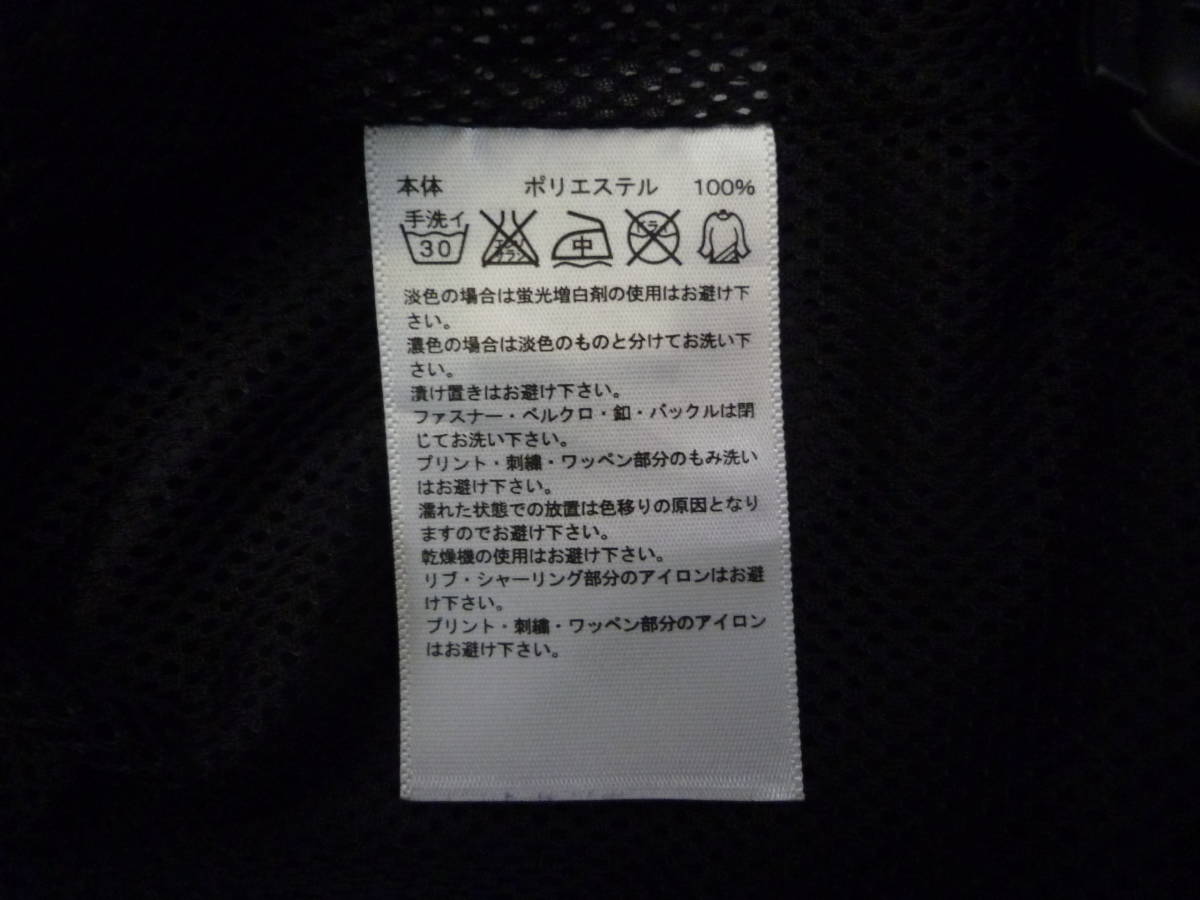 本体 ポリエステル 100%
手洗イ
30
エンソ
サラシ
中
ドライ
淡色の場合は蛍光増白剤の使用はお避け下
さい。
濃色の場合は淡色のものと分けてお洗い下
さい。
漬け置きはお避け下さい。
ファスナー・ベルクロ・釦・バックルは閉
じてお洗い下さい。
プリント・刺繍・ワッペン部分のもみ洗い
はお避け下さい。
濡れた状態での放置は色移りの原因となり
ますのでお避け下さい。
乾燥機の使用はお避け下さい。
リブ・シャーリング部分のアイロンはお避
け下さい。
プリント・刺繍・ワッペン部分のアイロン
はお避け下さい。